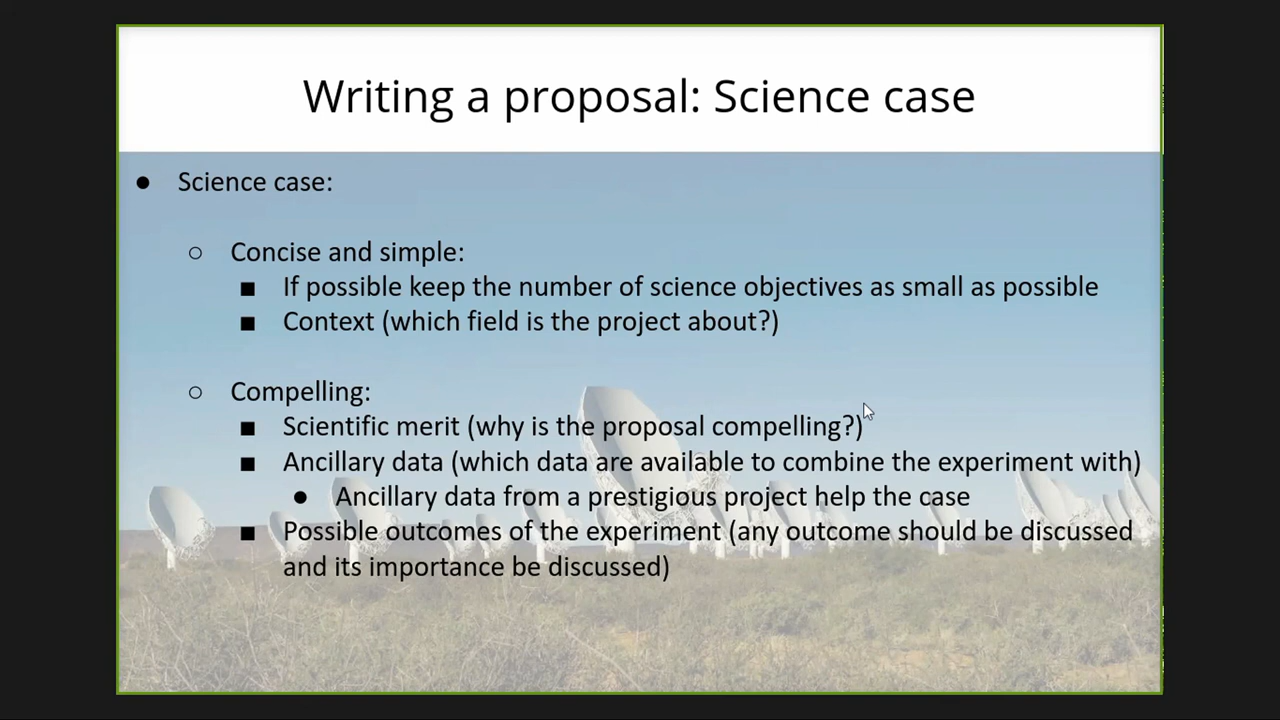 Writing a proposal: Science case
● Science case:
○ Concise and simple:
■ If possible keep the number of science objectives as small as possible
■ Context (which field is the project about?)
○ Compelling:
■ Scientific merit (why is the proposal compelling?)
■ Ancillary data (which data are available to combine the experiment with)
● Ancillary data from a prestigious project help the case
■ Possible outcomes of the experiment (any outcome should be discussed
and its importance be discussed)